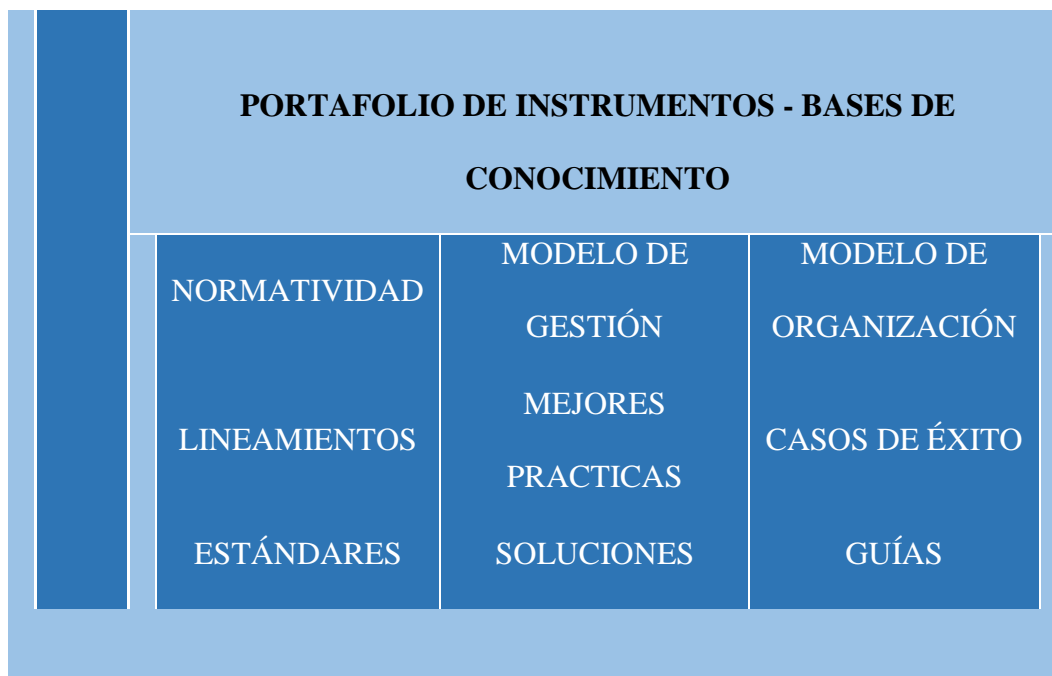 PORTAFOLIO DE INSTRUMENTOS - BASES DE
CONOCIMIENTO
NORMATIVIDAD
MODELO DE
GESTIÓN
MODELO DE
ORGANIZACIÓN
LINEAMIENTOS
MEJORES
PRACTICAS
CASOS DE ÉXITO
ESTÁNDARES
SOLUCIONES
GUÍAS